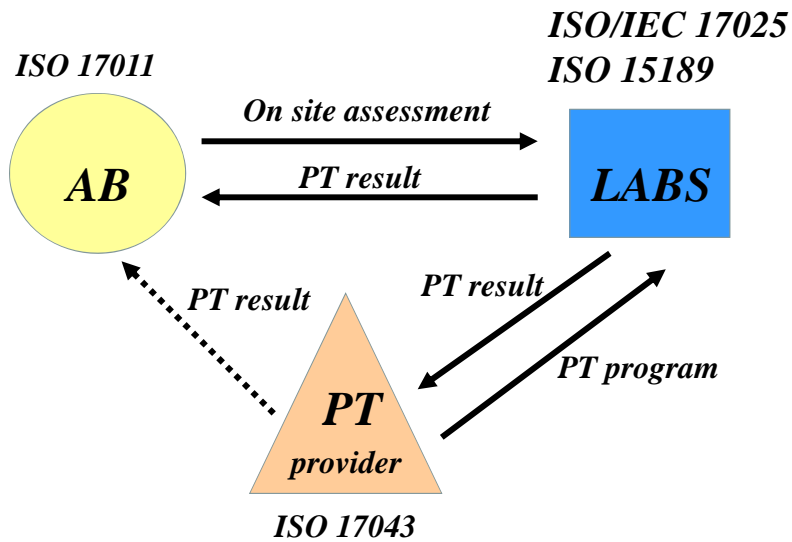 ISO/IEC 17025
ISO 15189
ISO 17011
On site assessment
AB
PT result
LABS
PT result
PT result
PT program
PT
provider
ISO 17043